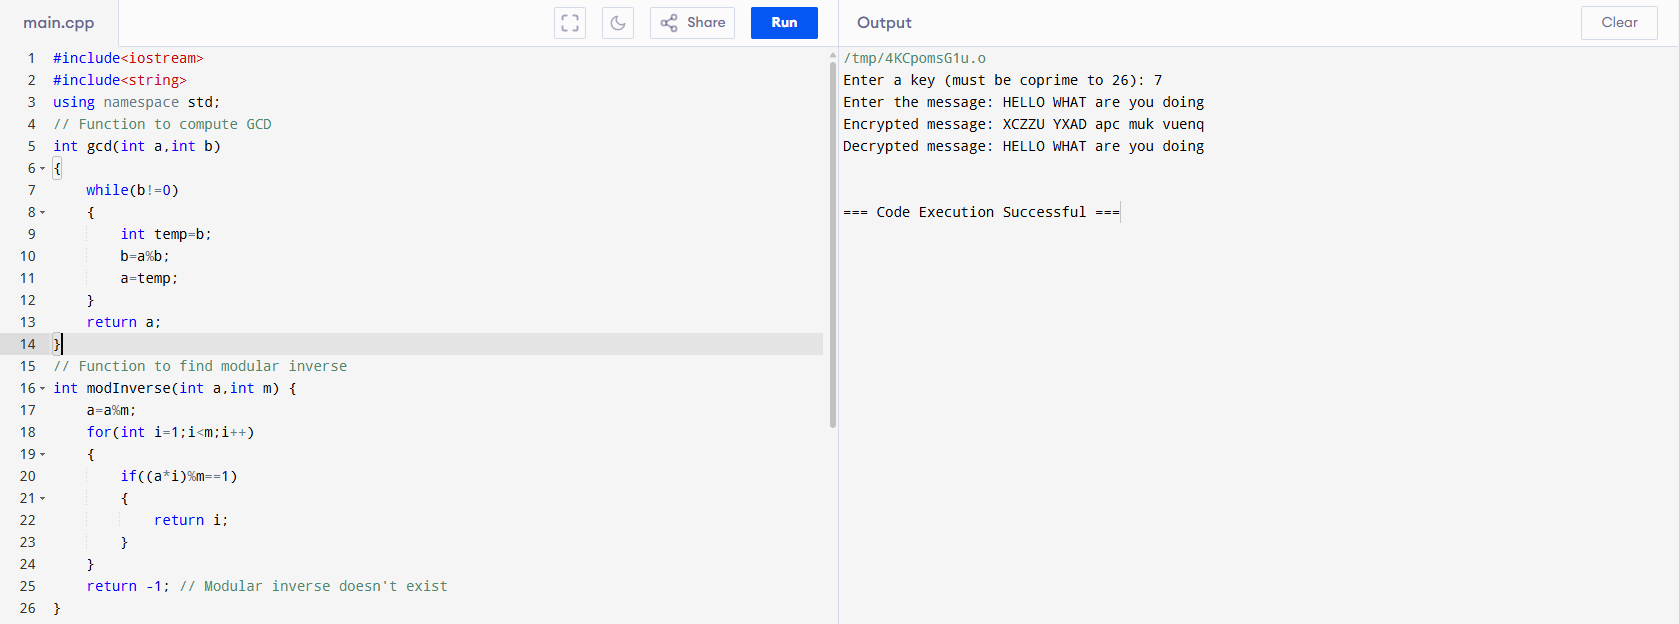 main.cpp Share Run Output Clear
1 #include<iostream>
2 #include<string>
3 using namespace std;
4 // Function to compute GCD
5 int gcd(int a,int b)
6 {
7 while(b!=0)
8 {
9 int temp=b;
10 b=a%b;
11 a=temp;
12 }
13 return a;
14 }
15 // Function to find modular inverse
16 int modInverse(int a,int m) {
17 a=a%m;
18 for(int i=1;i<m;i++)
19 {
20 if((a*i)%m==1)
21 {
22 return i;
23 }
24 }
25 return -1; // Modular inverse doesn't exist
26 }
/tmp/4KCpomsG1u.o
Enter a key (must be coprime to 26): 7
Enter the message: HELLO WHAT are you doing
Encrypted message: XCZZU YXAD apc muk vuenq
Decrypted message: HELLO WHAT are you doing
=== Code Execution Successful ===